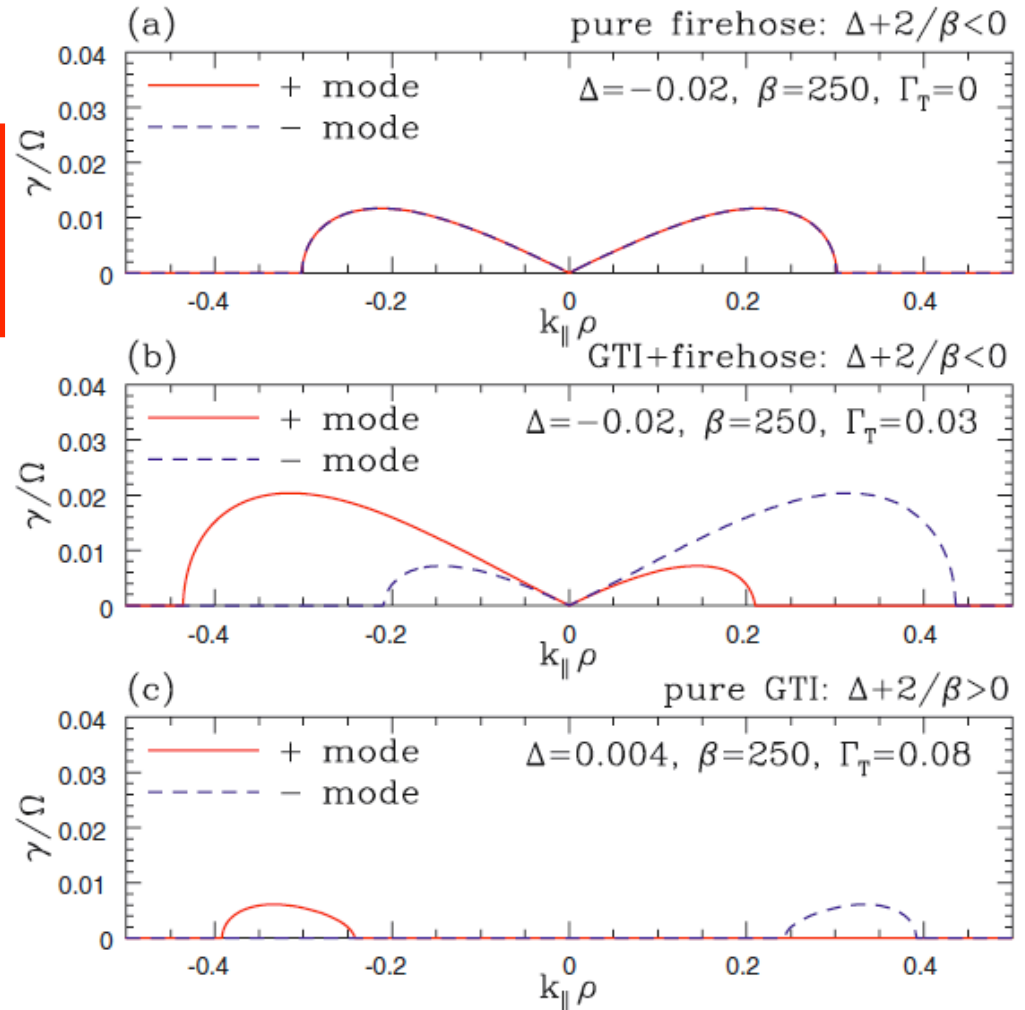 (a) pure firehose: Δ+2/β<0
0.04
0.03
0.02
0.01
0
γ/Ω
+ mode
− mode
Δ=−0.02, β=250, Γ_T=0
-0.4 -0.2 0 0.2 0.4
k_∥ρ
(b) GTI+firehose: Δ+2/β<0
0.04
0.03
0.02
0.01
0
γ/Ω
+ mode
− mode
Δ=−0.02, β=250, Γ_T=0.03
-0.4 -0.2 0 0.2 0.4
k_∥ρ
(c) pure GTI: Δ+2/β>0
0.04
0.03
0.02
0.01
0
γ/Ω
+ mode
− mode
Δ=0.004, β=250, Γ_T=0.08
-0.4 -0.2 0 0.2 0.4
k_∥ρ